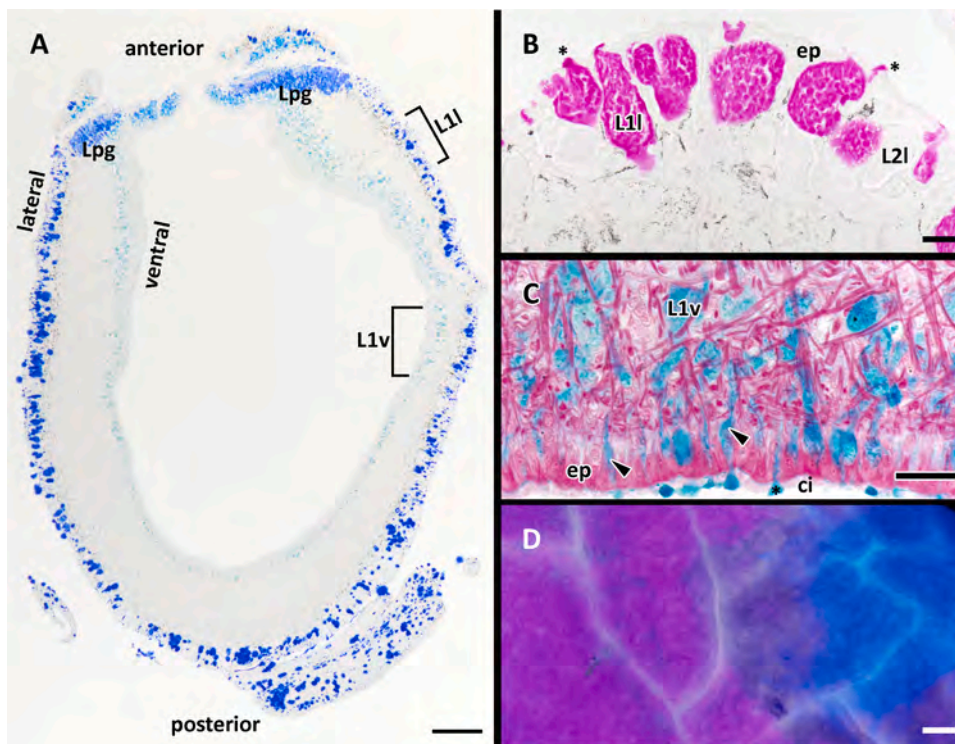 A
anterior
Lpg
Lpg
L1l
lateral
ventral
L1v
posterior
B
*
ep
*
L1l
L2l
C
L1v
ep
*
ci
D